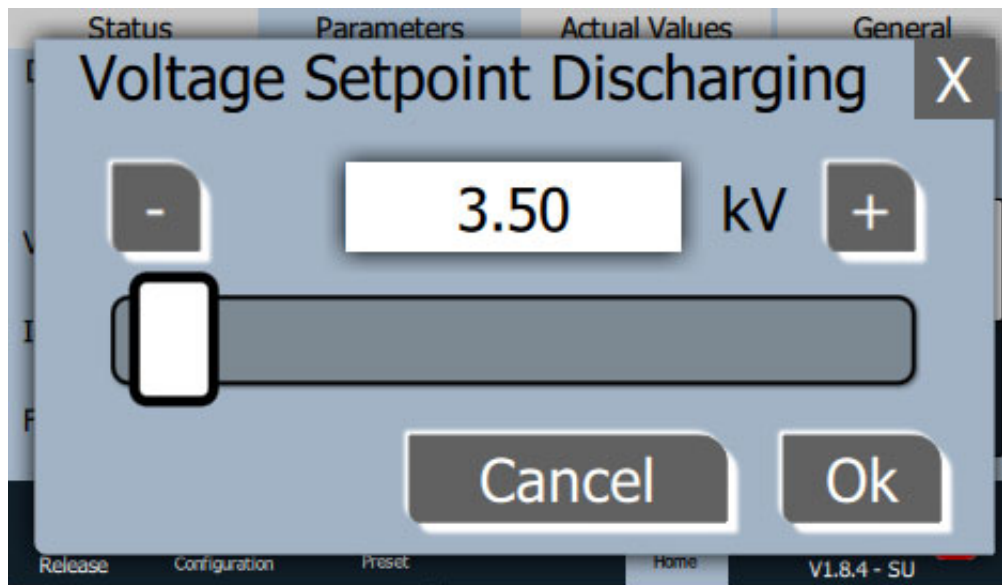 Status Parameters Actual Values General
Voltage Setpoint Discharging X
- 3.50 kV +
Cancel Ok
Release Configuration Preset Home V1.8.4 - SU